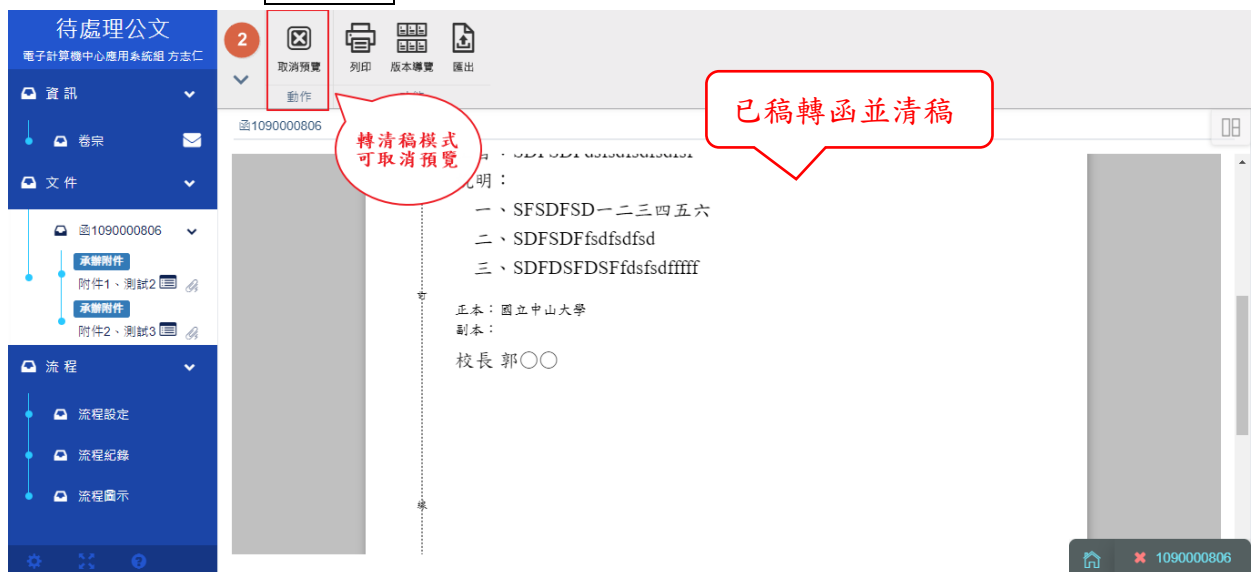 待處理公文
電子計算機中心應用系統組 方志仁
資訊
卷宗
文件
函1090000806
承辦附件
附件1、測試2
承辦附件
附件2、測試3
流程
流程設定
流程紀錄
流程圖示
2
取消預覽
列印
版本導覽
匯出
動作
函1090000806
轉清稿模式
可取消預覽
已稿轉函並清稿
明：
一、SFSDFSD一二三四五六
二、SDFSDFfsdfsdfsd
三、SDFDSFDSFfdsfsdfffff
訂
正本：國立中山大學
副本：
校長 郭○○
線
1090000806